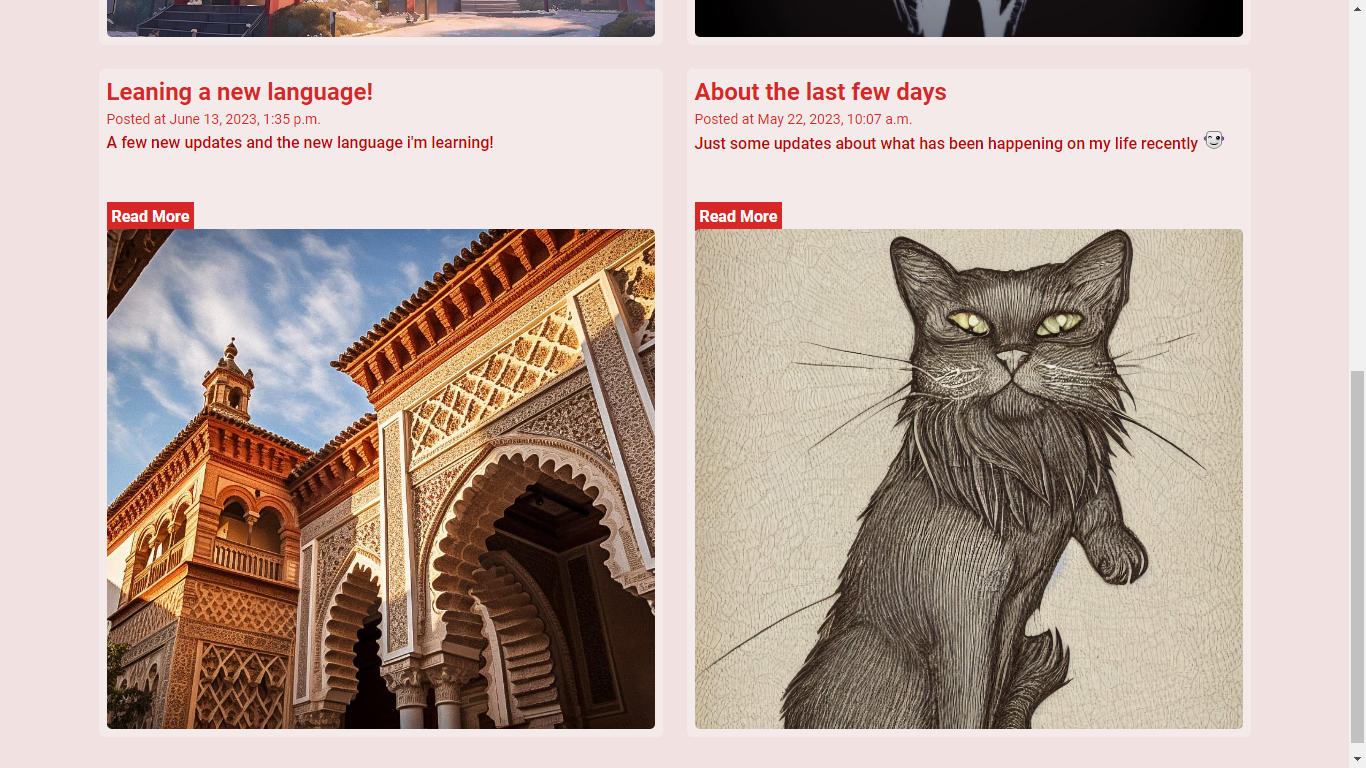 Leaning a new language!
Posted at June 13, 2023, 1:35 p.m.
A few new updates and the new language i'm learning!
Read More
About the last few days
Posted at May 22, 2023, 10:07 a.m.
Just some updates about what has been happening on my life recently
Read More